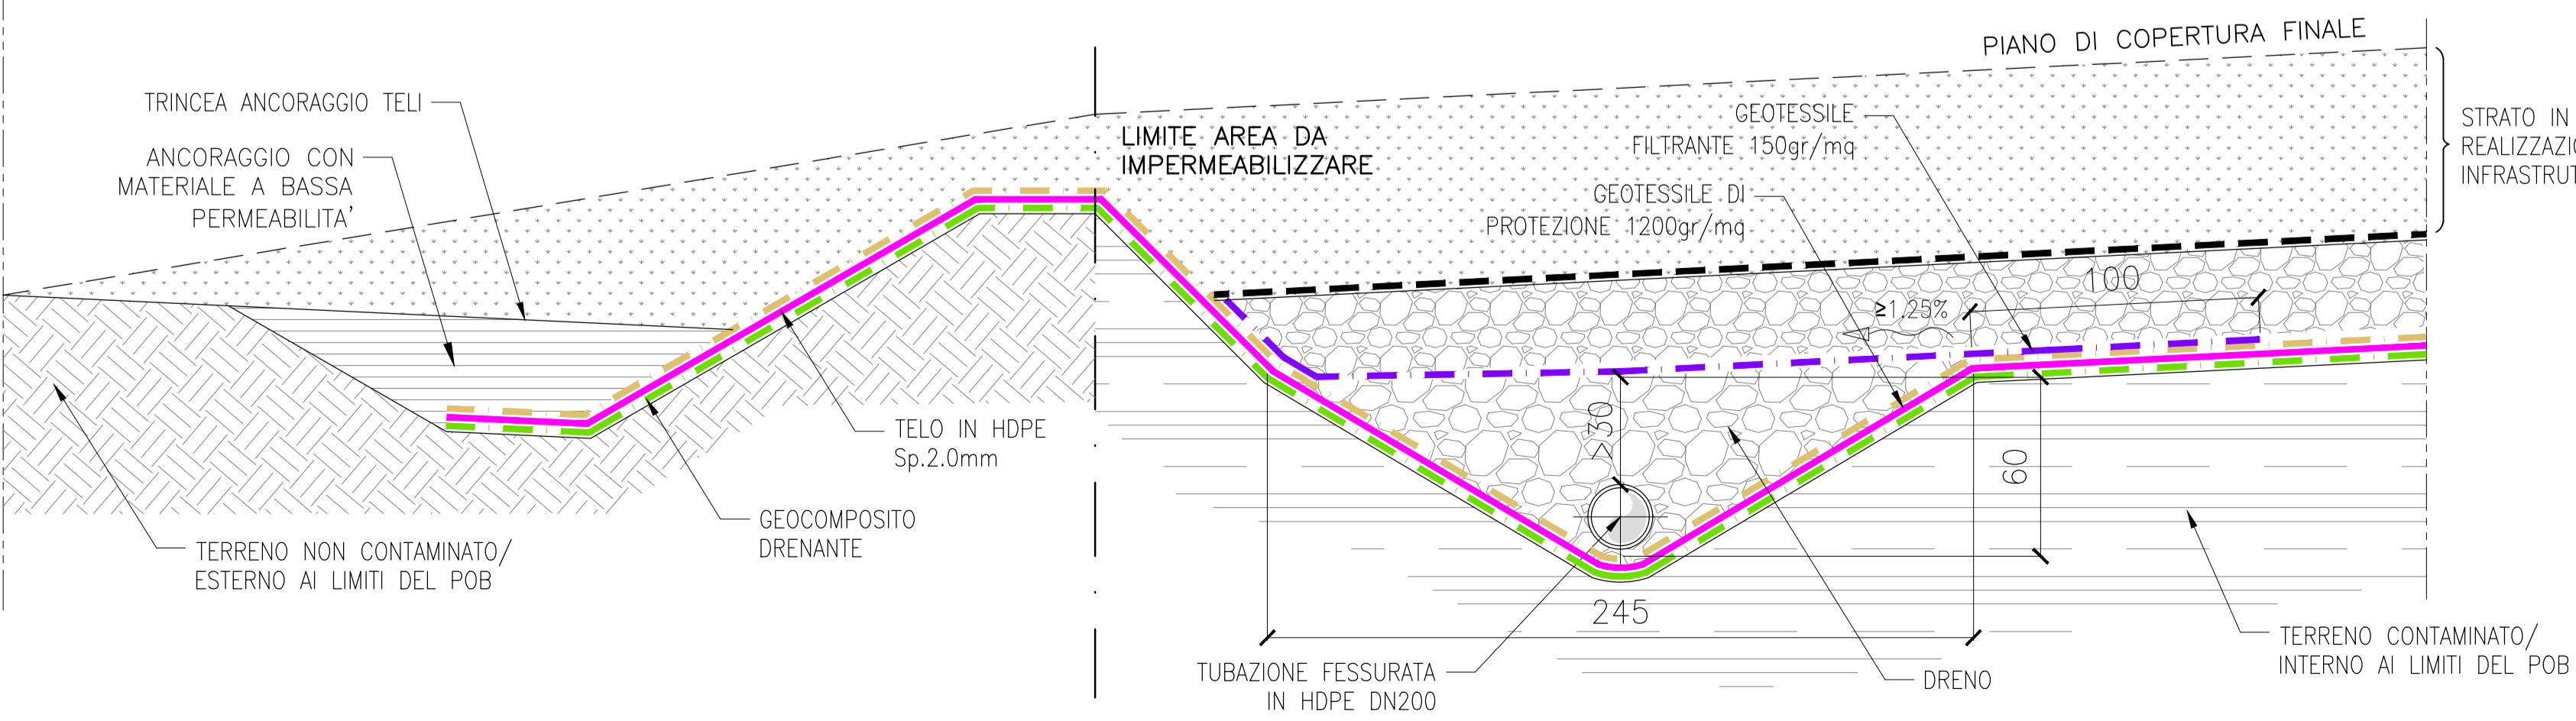 PIANO DI COPERTURA FINALE
TRINCEA ANCORAGGIO TELI
ANCORAGGIO CON
MATERIALE A BASSA
PERMEABILITA'
LIMITE AREA DA
IMPERMEABILIZZARE
GEOTESSILE
FILTRANTE 150gr/mq
GEOTESSILE DI
PROTEZIONE 1200gr/mq
STRATO IN
REALIZZAZIO
INFRASTRUT
100
≥1.25%
>30
60
245
TELO IN HDPE
Sp.2.0mm
GEOCOMPOSITO
DRENANTE
TERRENO NON CONTAMINATO/
ESTERNO AI LIMITI DEL POB
TUBAZIONE FESSURATA
IN HDPE DN200
DRENO
TERRENO CONTAMINATO/
INTERNO AI LIMITI DEL POB